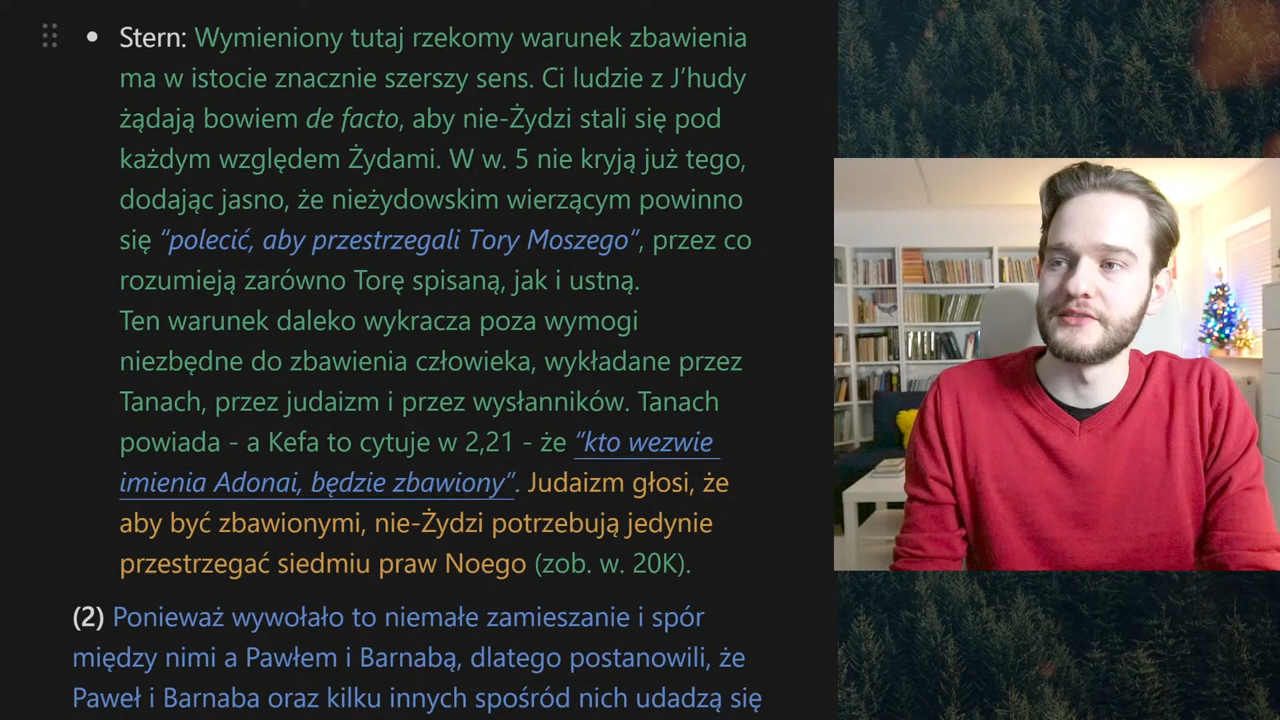 • Stern: Wymieniony tutaj rzekomy warunek zbawienia
ma w istocie znacznie szerszy sens. Ci ludzie z J’hudy
żądają bowiem de facto, aby nie-Żydzi stali się pod
każdym względem Żydami. W w. 5 nie kryją już tego,
dodając jasno, że nieżydowskim wierzącym powinno
się “polecić, aby przestrzegali Tory Moszego”, przez co
rozumieją zarówno Torę spisaną, jak i ustną.
Ten warunek daleko wykracza poza wymogi
niezbędne do zbawienia człowieka, wykładane przez
Tanach, przez judaizm i przez wysłanników. Tanach
powiada - a Kefa to cytuje w 2,21 - że “kto wezwie
imienia Adonai, będzie zbawiony”. Judaizm głosi, że
aby być zbawionymi, nie-Żydzi potrzebują jedynie
przestrzegać siedmiu praw Noego (zob. w. 20K).
(2) Ponieważ wywołało to niemałe zamieszanie i spór
między nimi a Pawłem i Barnabą, dlatego postanowili, że
Paweł i Barnaba oraz kilku innych spośród nich udadzą się